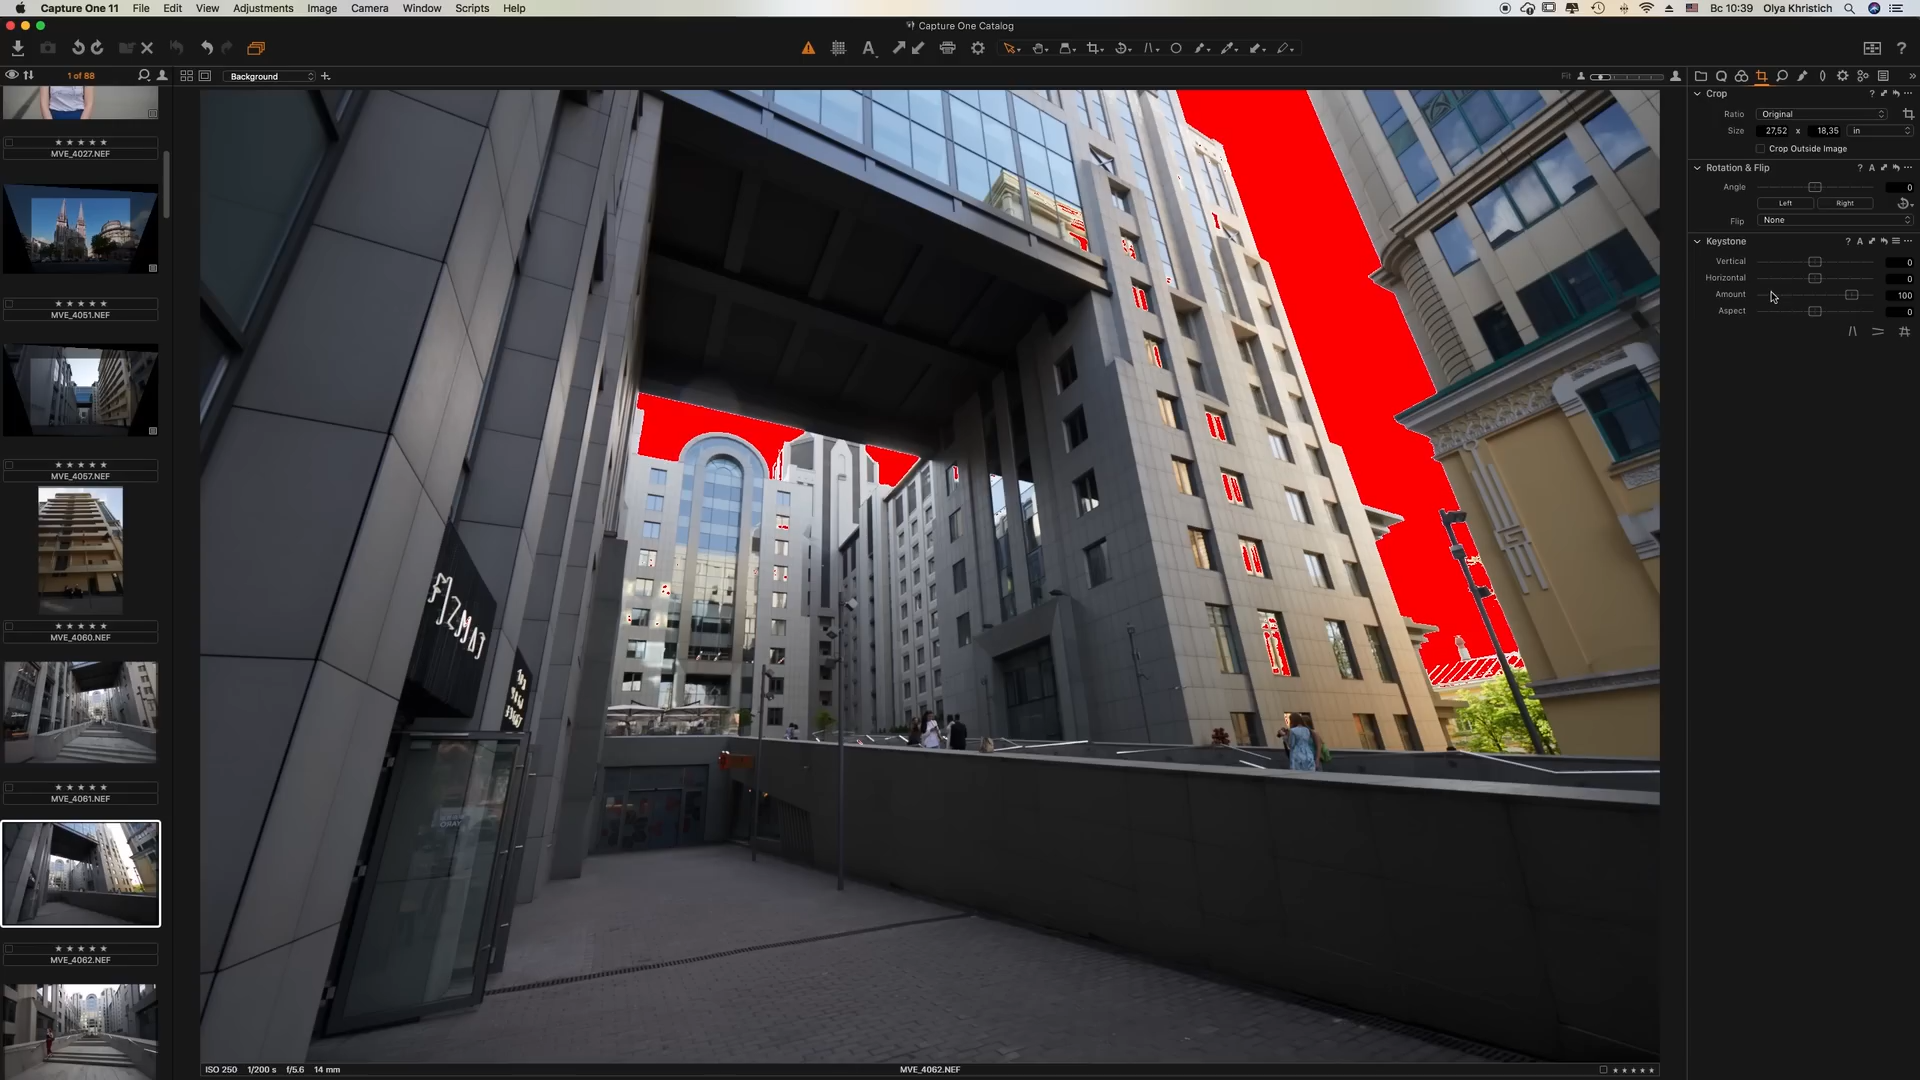 Capture One 11 File Edit View Adjustments Image Camera Window Scripts Help
Вс 10:39 Olya Khristich
Capture One Catalog
1 of 88
Background
Fit
MVE_4027.NEF
MVE_4051.NEF
MVE_4057.NEF
MVE_4060.NEF
MVE_4061.NEF
MVE_4062.NEF
FIZMAT
Crop
Ratio Original
Size 27,52 x 18,35 in
Crop Outside Image
Rotation & Flip
Angle 0
Left Right
Flip None
Keystone
Vertical 0
Horizontal 0
Amount 100
Aspect 0
ISO 250 1/200 s f/5.6 14 mm
MVE_4062.NEF